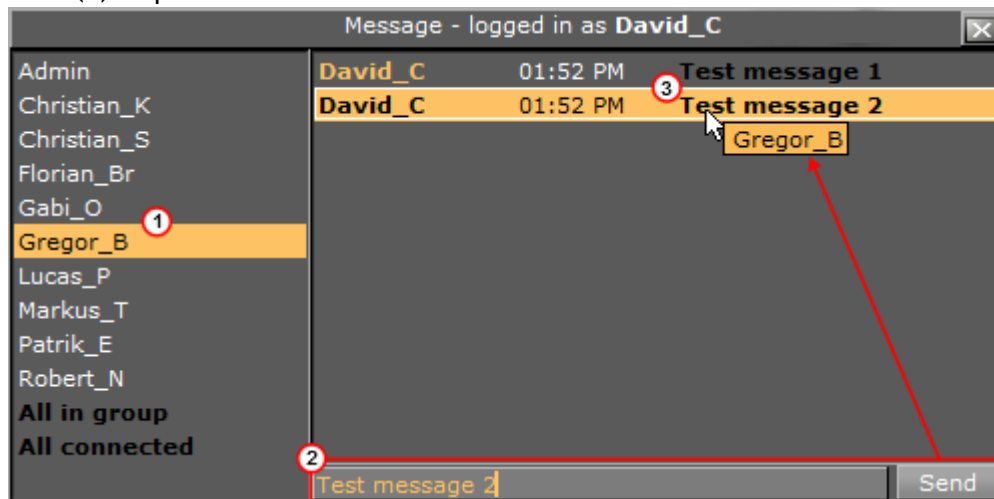 Message - logged in as David_C
Admin
Christian_K
Christian_S
Florian_Br
Gabi_O
1
Gregor_B
Lucas_P
Markus_T
Patrik_E
Robert_N
All in group
All connected
David_C 01:52 PM Test message 1
3
David_C 01:52 PM Test message 2
Gregor_B
2
Test message 2
Send